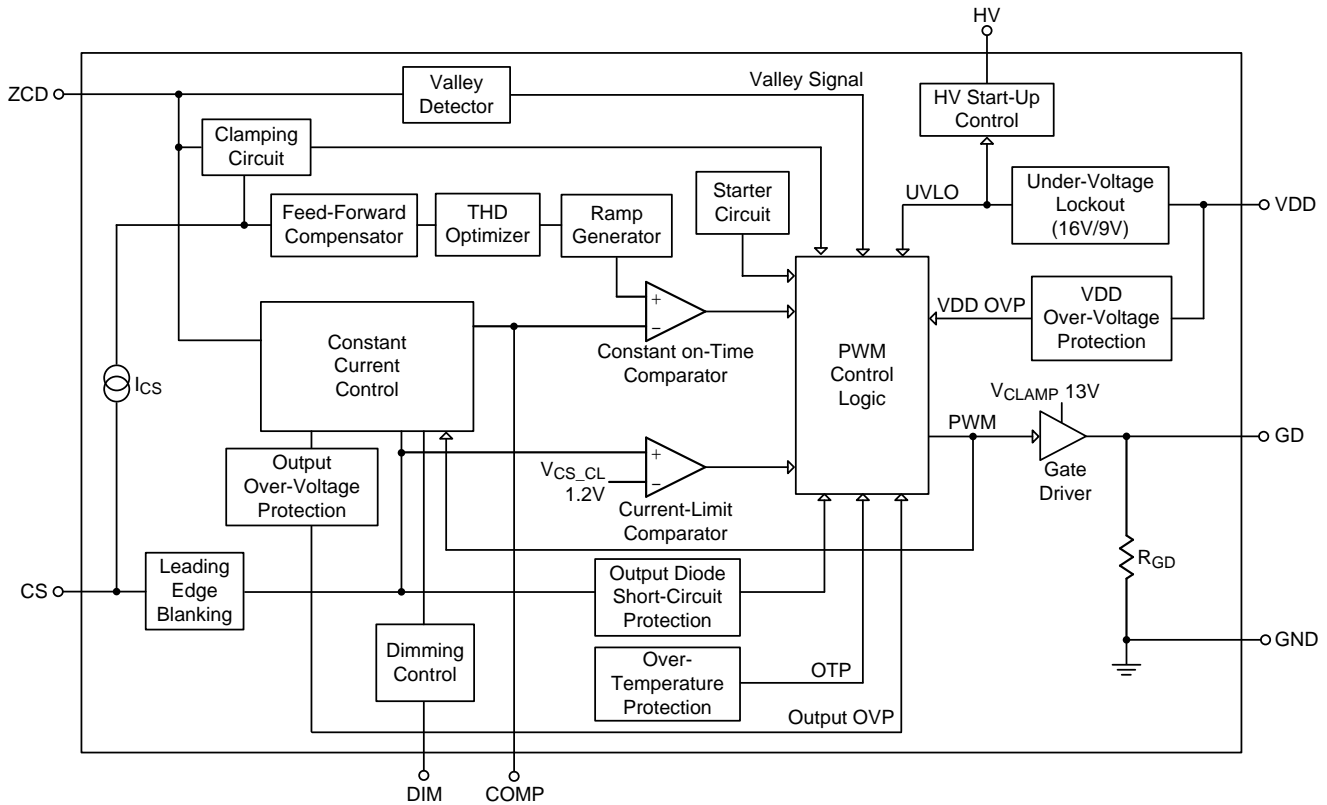 HV
ZCD
Valley
Detector
Valley Signal
HV Start-Up
Control
Clamping
Circuit
Starter
Circuit
UVLO
Under-Voltage
Lockout
(16V/9V)
VDD
Feed-Forward
Compensator
THD
Optimizer
Ramp
Generator
+
−
Constant on-Time
Comparator
Constant
Current
Control
PWM
Control
Logic
VDD OVP
VDD
Over-Voltage
Protection
ICS
VCLAMP 13V
PWM
GD
Gate
Driver
Output
Over-Voltage
Protection
VCS_CL
1.2V
+
−
Current-Limit
Comparator
CS
Leading
Edge
Blanking
Output Diode
Short-Circuit
Protection
RGD
Dimming
Control
Over-
Temperature
Protection
OTP
Output OVP
GND
DIM
COMP